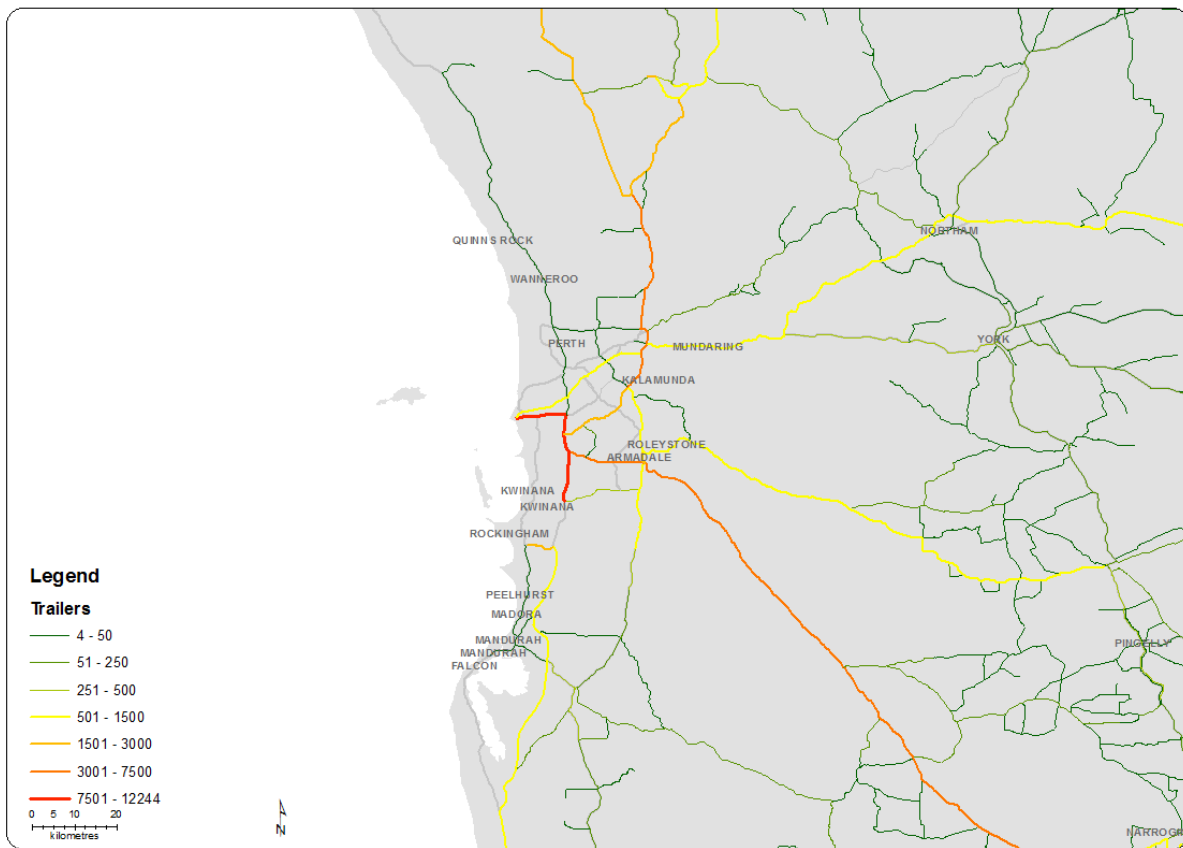 QUINNS ROCK
NORTHAM
WANNEROO
PERTH
MUNDARING
YORK
KALAMUNDA
ROLEYSTONE
ARMADALE
KWINANA
KWINANA
ROCKINGHAM
PEELHURST
MADORA
MANDURAH
MANDURAH
FALCON
PINGELLY
Legend
Trailers
4 - 50
51 - 250
251 - 500
501 - 1500
1501 - 3000
3001 - 7500
7501 - 12244
0 10 20
kilometres
N